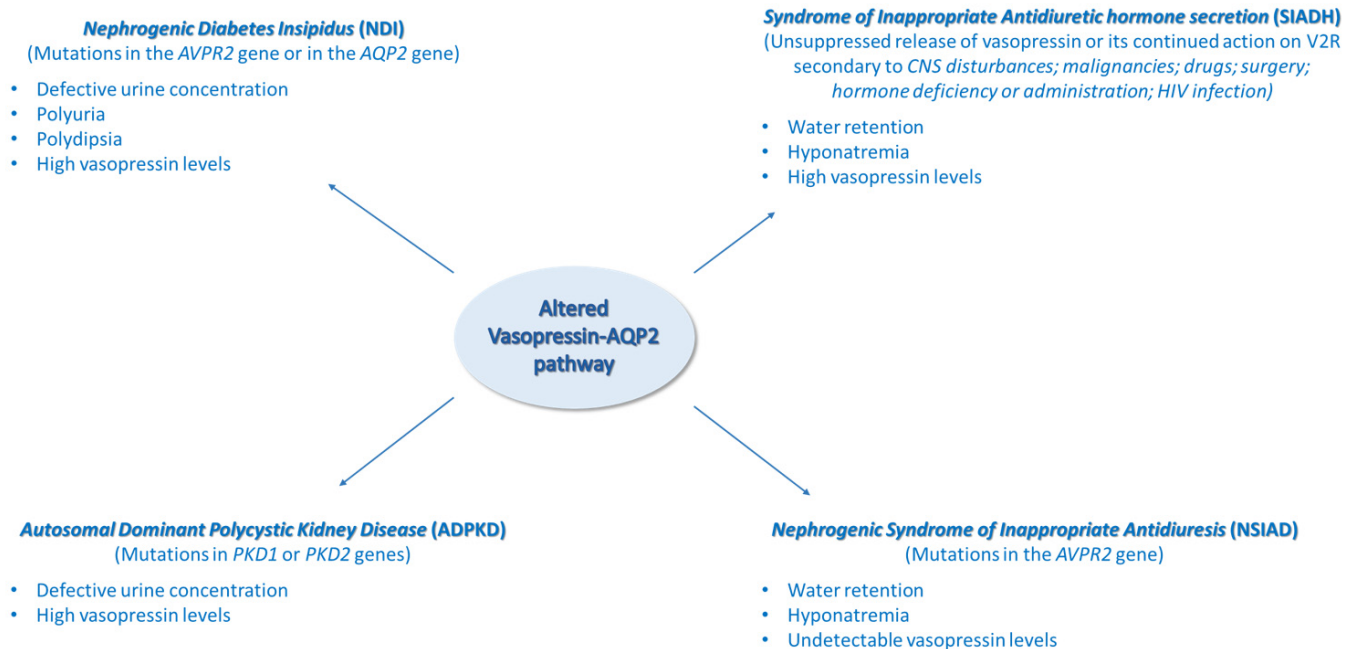 Nephrogenic Diabetes Insipidus (NDI)
(Mutations in the AVPR2 gene or in the AQP2 gene)
• Defective urine concentration
• Polyuria
• Polydipsia
• High vasopressin levels
Syndrome of Inappropriate Antidiuretic hormone secretion (SIADH)
(Unsuppressed release of vasopressin or its continued action on V2R
secondary to CNS disturbances; malignancies; drugs; surgery;
hormone deficiency or administration; HIV infection)
• Water retention
• Hyponatremia
• High vasopressin levels
Altered
Vasopressin-AQP2
pathway
Autosomal Dominant Polycystic Kidney Disease (ADPKD)
(Mutations in PKD1 or PKD2 genes)
• Defective urine concentration
• High vasopressin levels
Nephrogenic Syndrome of Inappropriate Antidiuresis (NSIAD)
(Mutations in the AVPR2 gene)
• Water retention
• Hyponatremia
• Undetectable vasopressin levels